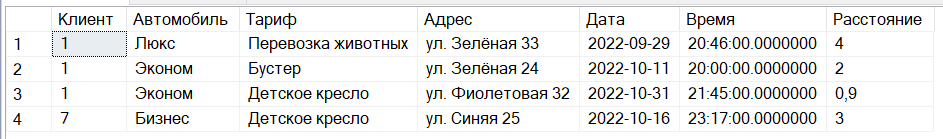 Клиент Автомобиль Тариф Адрес Дата Время Расстояние
1 1 Люкс Перевозка животных ул. Зелёная 33 2022-09-29 20:46:00.0000000 4
2 1 Эконом Бустер ул. Зелёная 24 2022-10-11 20:00:00.0000000 2
3 1 Эконом Детское кресло ул. Фиолетовая 32 2022-10-31 21:45:00.0000000 0,9
4 7 Бизнес Детское кресло ул. Синяя 25 2022-10-16 23:17:00.0000000 3